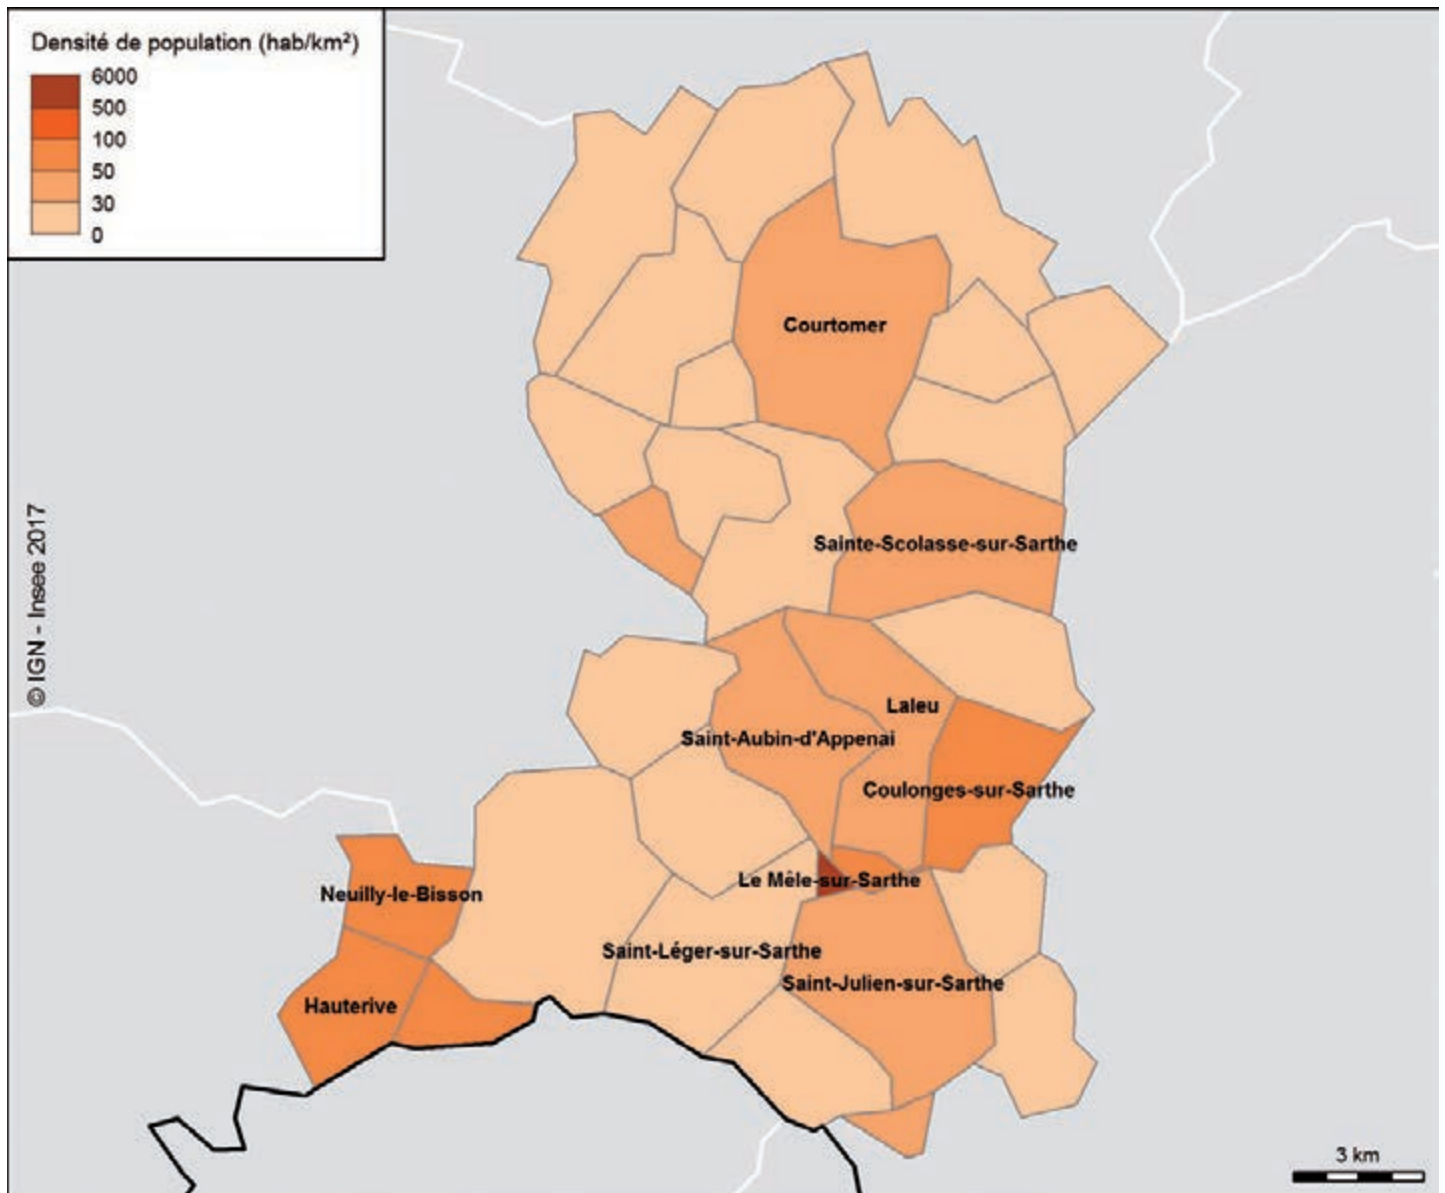 Densité de population (hab/km²)
6000
500
100
50
30
0
Courtomer
© IGN - Insee 2017
Sainte-Scolasse-sur-Sarthe
Laleu
Saint-Aubin-d'Appenai
Coulonges-sur-Sarthe
Le Mêle-sur-Sarthe
Neuilly-le-Bisson
Saint-Léger-sur-Sarthe
Saint-Julien-sur-Sarthe
Hauterive
3 km